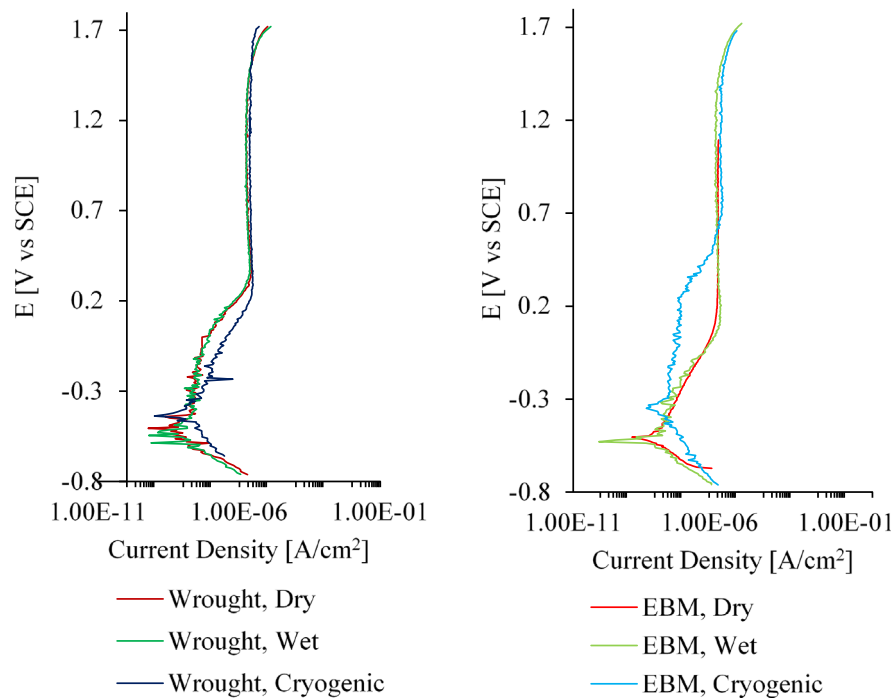 1.7
1.2
0.7
0.2
-0.3
-0.8
E [V vs SCE]
1.00E-11
1.00E-06
1.00E-01
Current Density [A/cm²]
Wrought, Dry
Wrought, Wet
Wrought, Cryogenic
1.7
1.2
0.7
0.2
-0.3
-0.8
E [V vs SCE]
1.00E-11
1.00E-06
1.00E-01
Current Density [A/cm²]
EBM, Dry
EBM, Wet
EBM, Cryogenic